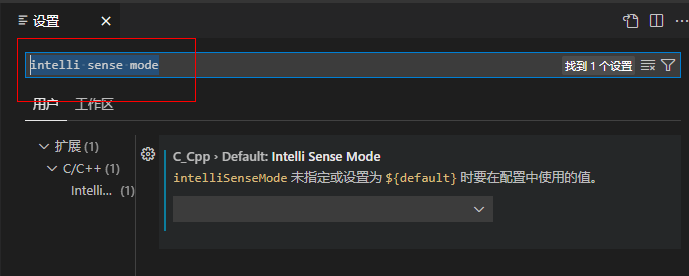 设置
intelli sense mode
找到 1 个设置
用户 工作区
扩展 (1)
C/C++ (1)
Intelli... (1)
C_Cpp › Default: Intelli Sense Mode
intelliSenseMode 未指定或设置为 ${default} 时要在配置中使用的值。